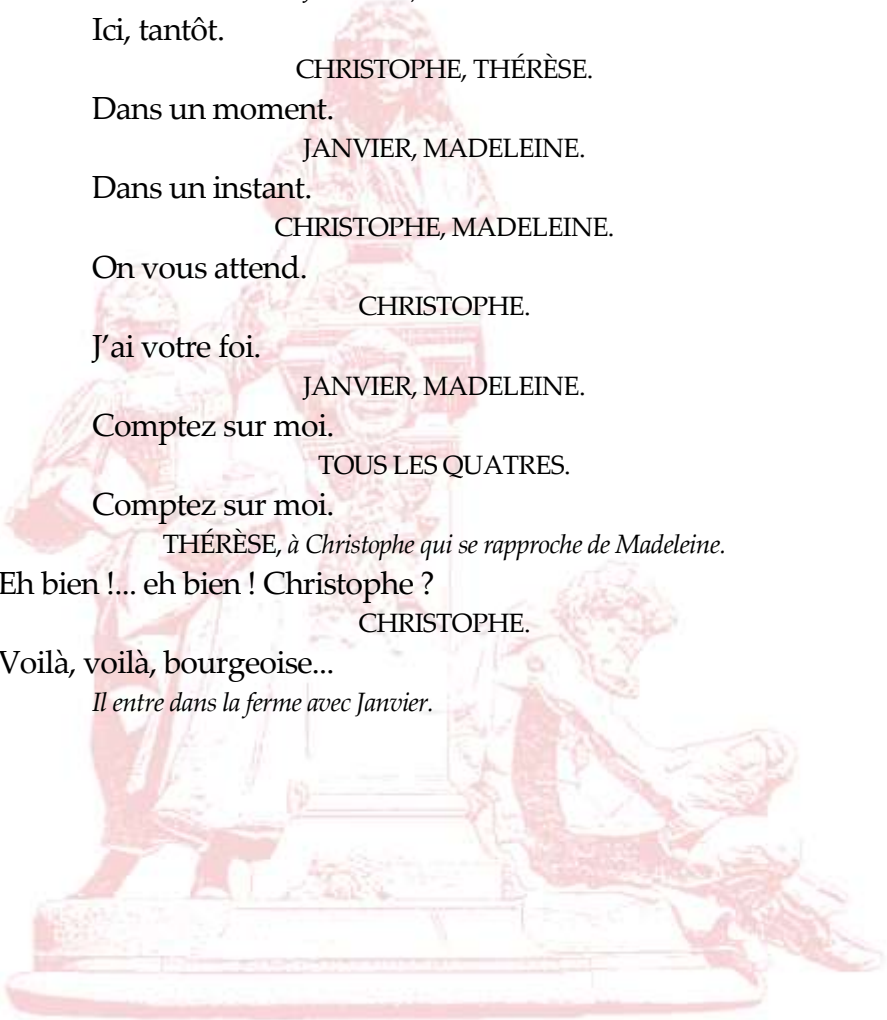 Ici, tantôt.
CHRISTOPHE, THÉRÈSE.
Dans un moment.
JANVIER, MADELEINE.
Dans un instant.
CHRISTOPHE, MADELEINE.
On vous attend.
CHRISTOPHE.
J’ai votre foi.
JANVIER, MADELEINE.
Comptez sur moi.
TOUS LES QUATRES.
Comptez sur moi.
THÉRÈSE, à Christophe qui se rapproche de Madeleine.
Eh bien !... eh bien ! Christophe ?
CHRISTOPHE.
Voilà, voilà, bourgeoise...
Il entre dans la ferme avec Janvier.